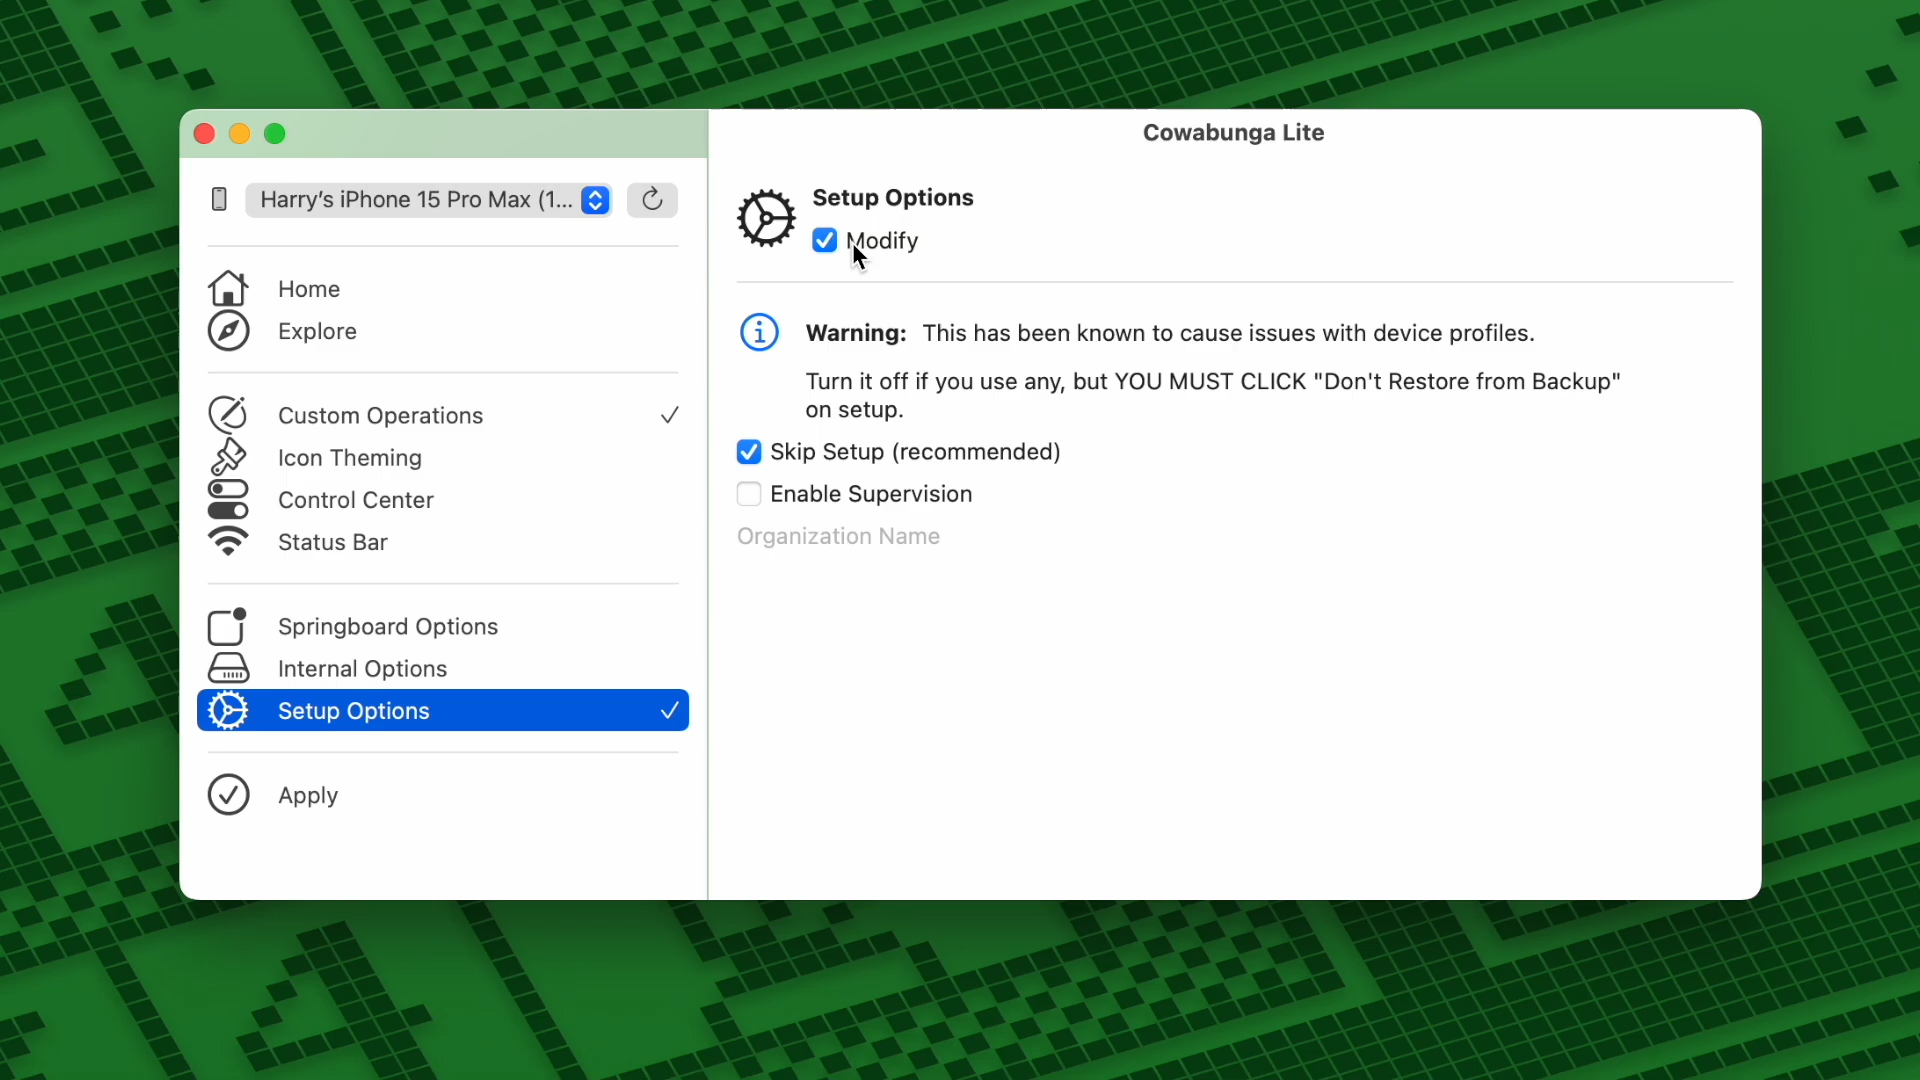 Cowabunga Lite
Harry's iPhone 15 Pro Max (1...
Home
Explore
Custom Operations
Icon Theming
Control Center
Status Bar
Springboard Options
Internal Options
Setup Options
Apply
Setup Options
Modify
Warning: This has been known to cause issues with device profiles.
Turn it off if you use any, but YOU MUST CLICK "Don't Restore from Backup"
on setup.
Skip Setup (recommended)
Enable Supervision
Organization Name